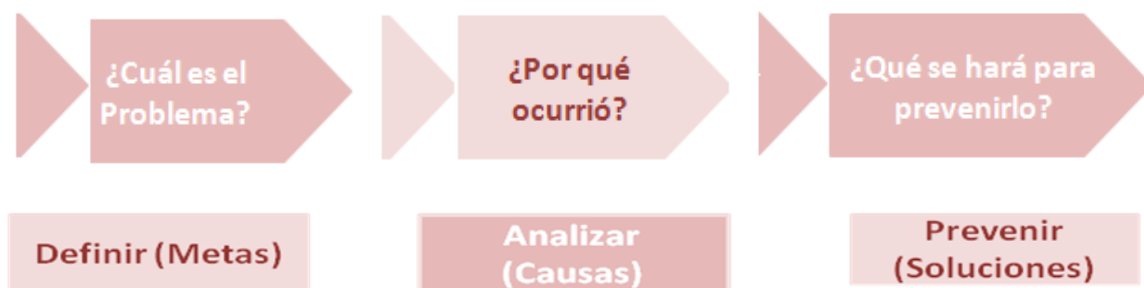 ¿Cuál es el
Problema?
¿Por qué
ocurrió?
¿Qué se hará para
prevenirlo?
Definir (Metas)
Analizar
(Causas)
Prevenir
(Soluciones)